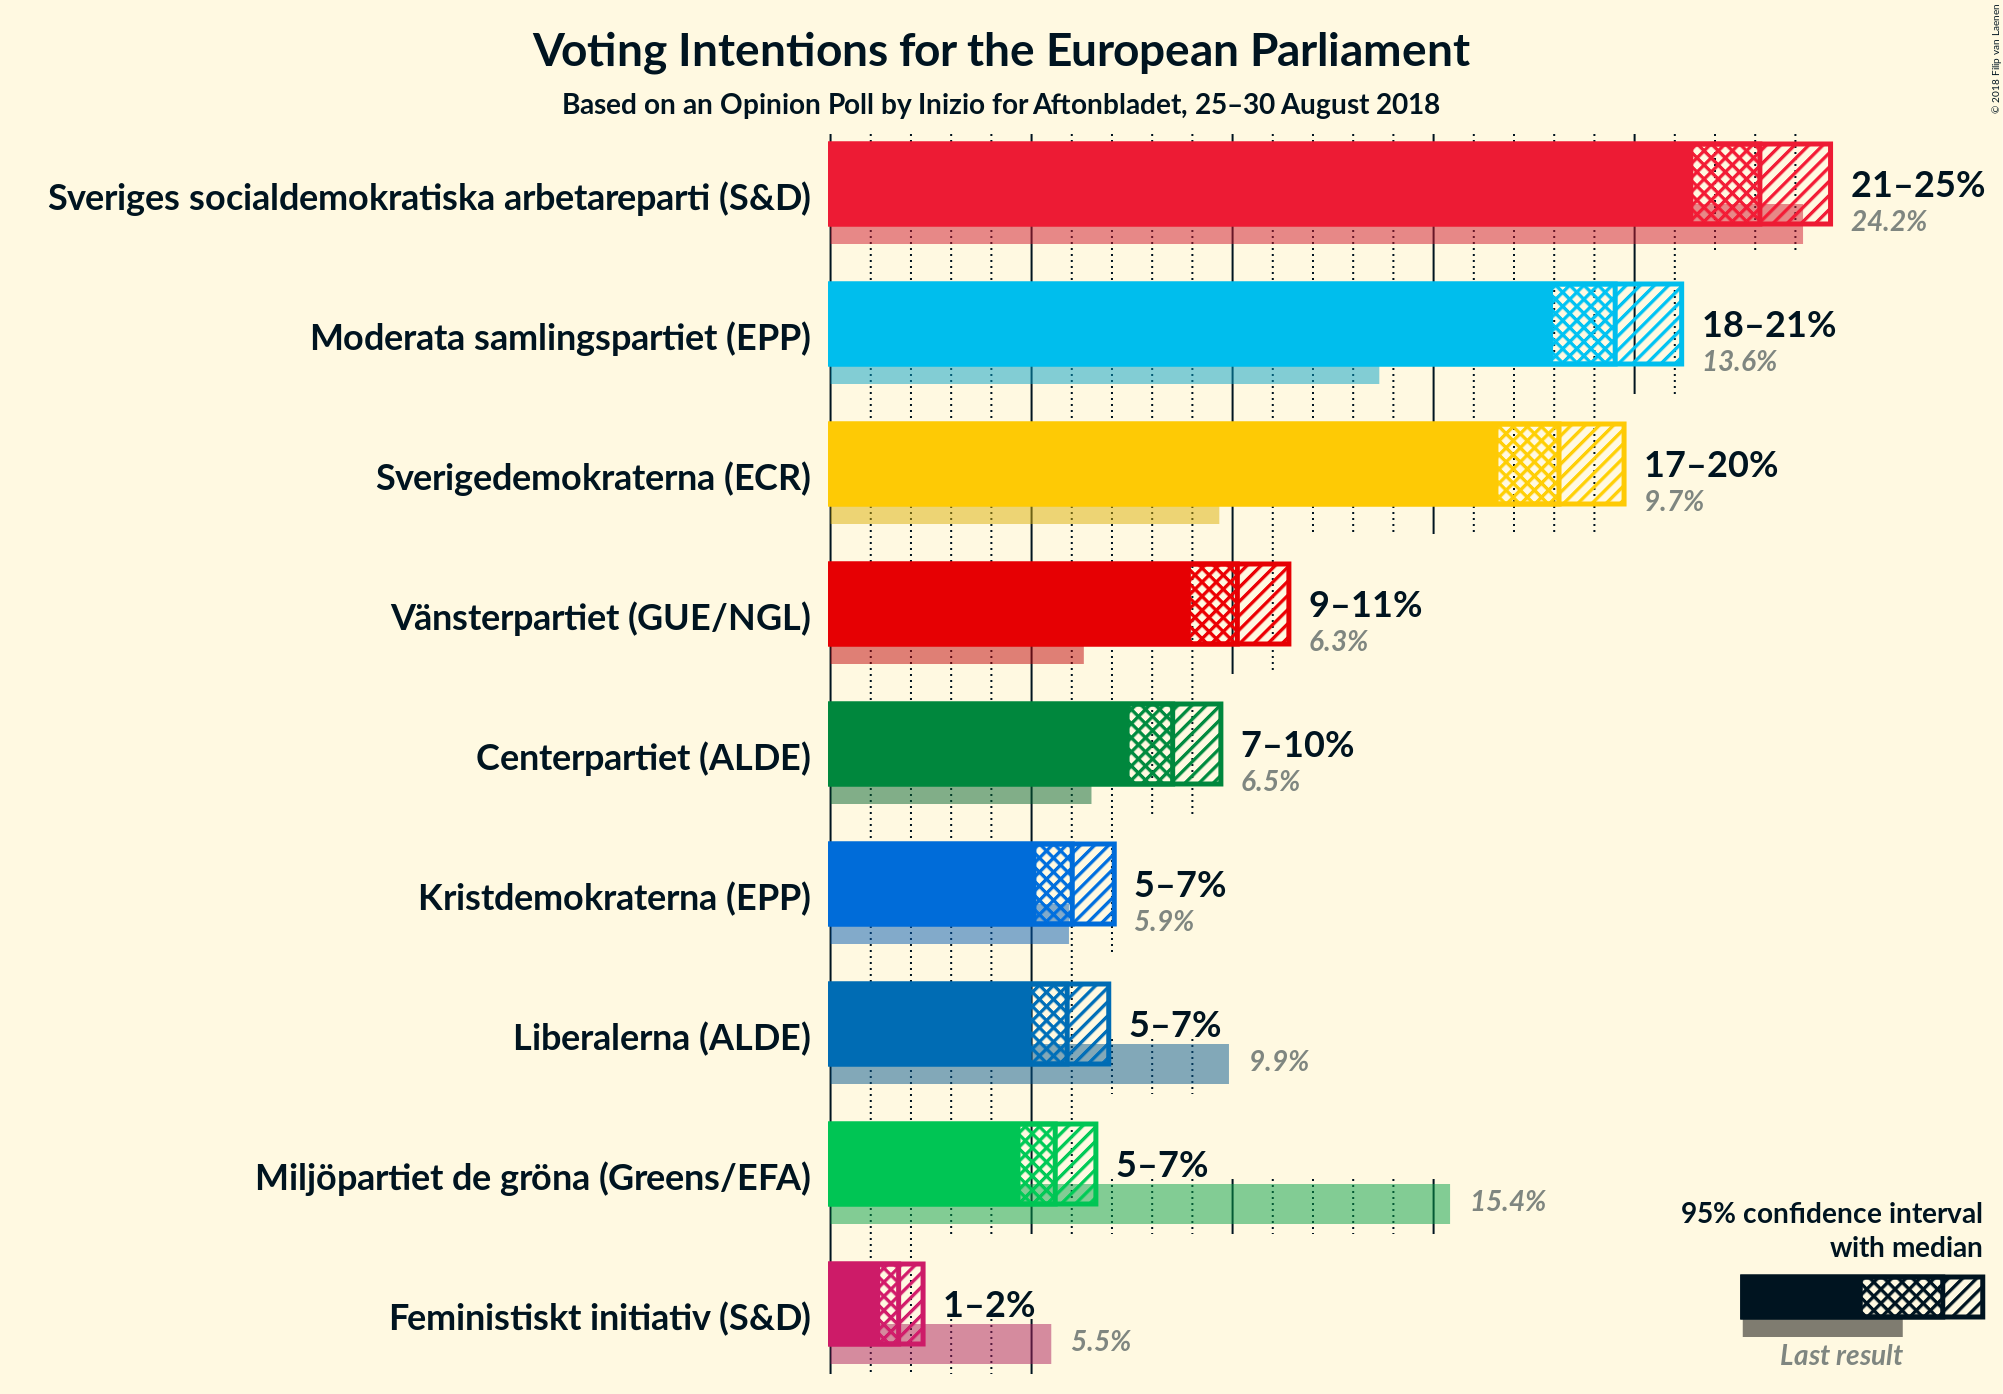 Voting Intentions for the European Parliament
Based on an Opinion Poll by Inizio for Aftonbladet, 25–30 August 2018
© 2018 Filip van Laenen
Sveriges socialdemokratiska arbetareparti (S&D)
21–25%
24.2%
Moderata samlingspartiet (EPP)
18–21%
13.6%
Sverigedemokraterna (ECR)
17–20%
9.7%
Vänsterpartiet (GUE/NGL)
9–11%
6.3%
Centerpartiet (ALDE)
7–10%
6.5%
Kristdemokraterna (EPP)
5–7%
5.9%
Liberalerna (ALDE)
5–7%
9.9%
Miljöpartiet de gröna (Greens/EFA)
5–7%
15.4%
Feministiskt initiativ (S&D)
1–2%
5.5%
95% confidence interval
with median
Last result